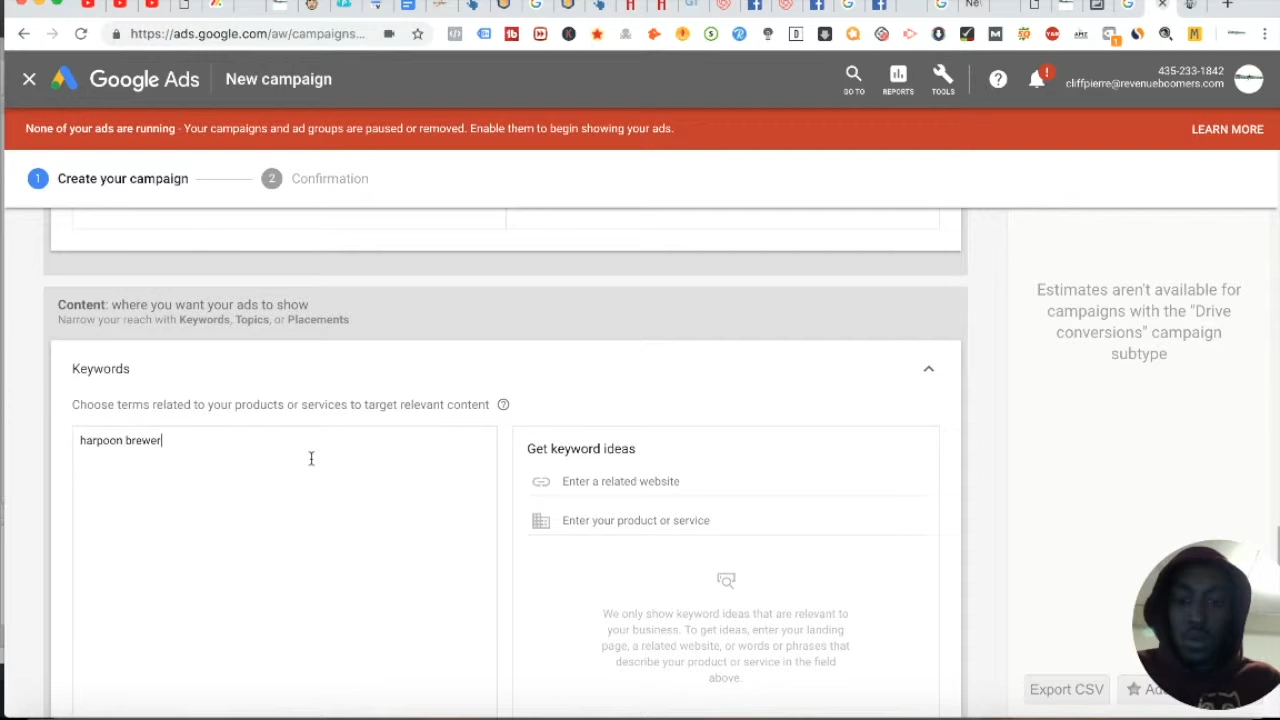 https://ads.google.com/aw/campaigns...
Google Ads
New campaign
GO TO
REPORTS
TOOLS
435-233-1842
cliffpierre@revenueboomers.com
None of your ads are running - Your campaigns and ad groups are paused or removed. Enable them to begin showing your ads.
LEARN MORE
1 Create your campaign
2 Confirmation
Content: where you want your ads to show
Narrow your reach with Keywords, Topics, or Placements
Keywords
Choose terms related to your products or services to target relevant content
harpoon brewer
Get keyword ideas
Enter a related website
Enter your product or service
We only show keyword ideas that are relevant to
your business. To get ideas, enter your landing
page, a related website, or words or phrases that
describe your product or service in the field
above.
Estimates aren't available for
campaigns with the "Drive
conversions" campaign
subtype
Export CSV